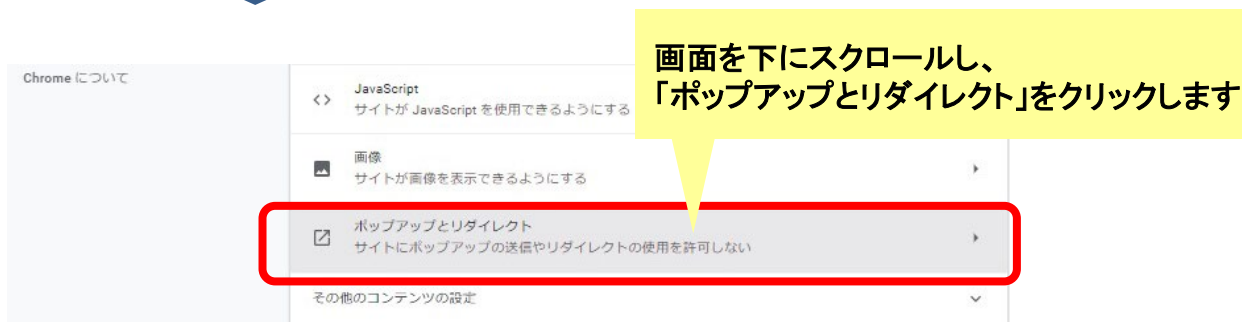 画面を下にスクロールし、
「ポップアップとリダイレクト」をクリックします
Chrome について
JavaScript
サイトが JavaScript を使用できるようにする
画像
サイトが画像を表示できるようにする
ポップアップとリダイレクト
サイトにポップアップの送信やリダイレクトの使用を許可しない
その他のコンテンツの設定